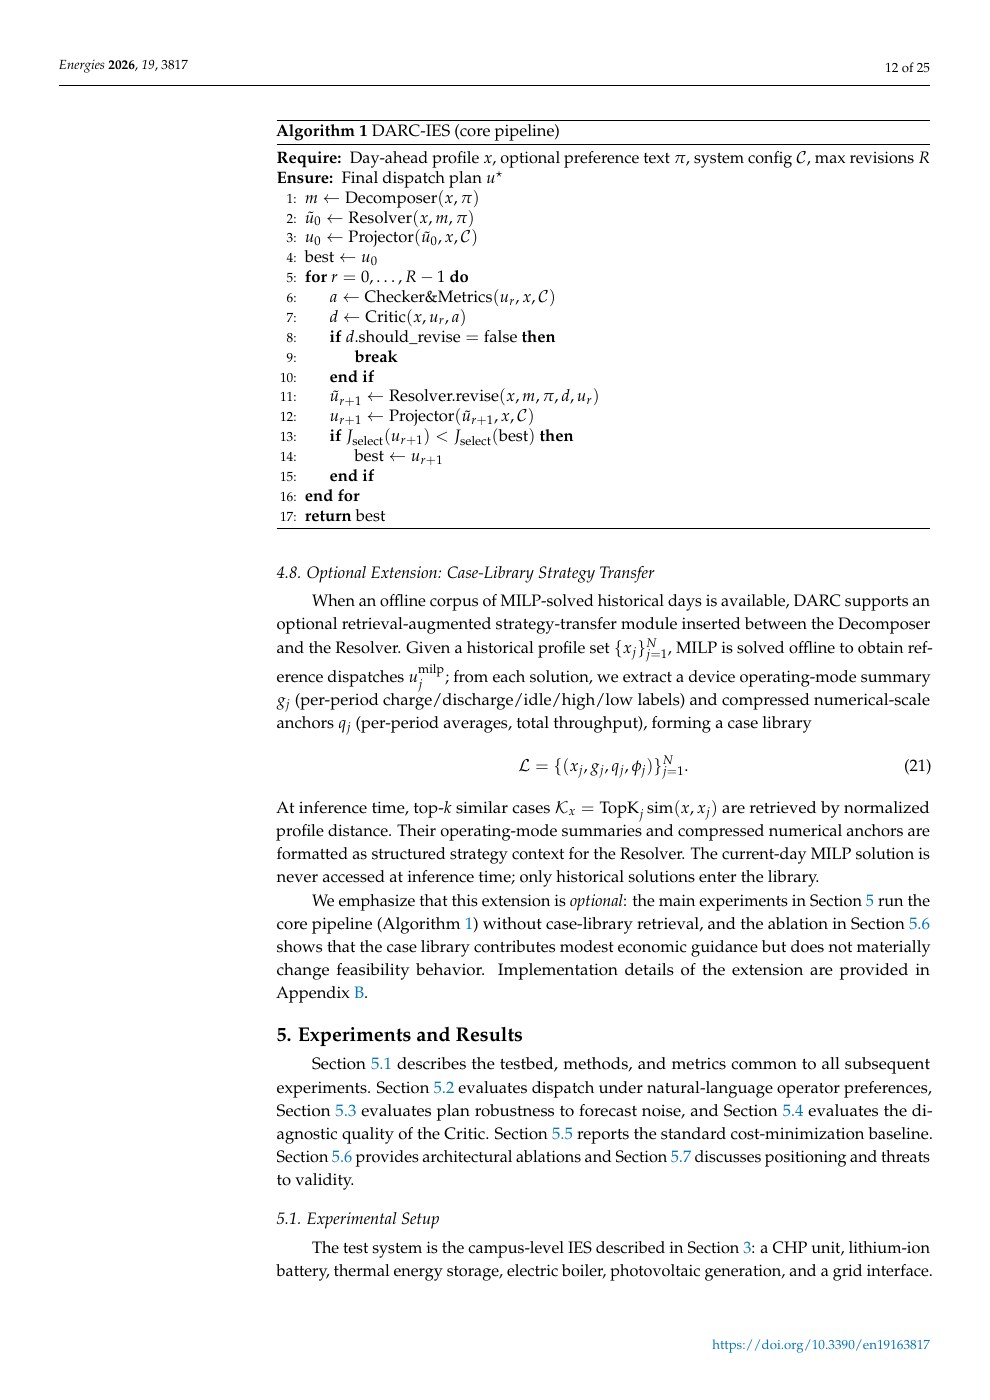 Energies 2026, 19, 3817
12 of 25
Algorithm 1 DARC-IES (core pipeline)
Require: Day-ahead profile x, optional preference text π, system config C, max revisions R
Ensure: Final dispatch plan u⋆
1: m ← Decomposer(x, π)
2: ũ₀ ← Resolver(x, m, π)
3: u₀ ← Projector(ũ₀, x, C)
4: best ← u₀
5: for r = 0, . . . , R − 1 do
6: a ← Checker&Metrics(uᵣ, x, C)
7: d ← Critic(x, uᵣ, a)
8: if d.should_revise = false then
9: break
10: end if
11: ũᵣ₊₁ ← Resolver.revise(x, m, π, d, uᵣ)
12: uᵣ₊₁ ← Projector(ũᵣ₊₁, x, C)
13: if J_select(uᵣ₊₁) < J_select(best) then
14: best ← uᵣ₊₁
15: end if
16: end for
17: return best
4.8. Optional Extension: Case-Library Strategy Transfer
When an offline corpus of MILP-solved historical days is available, DARC supports an
optional retrieval-augmented strategy-transfer module inserted between the Decomposer
and the Resolver. Given a historical profile set {x_j}_{j=1}^N, MILP is solved offline to obtain ref-
erence dispatches u_j^milp; from each solution, we extract a device operating-mode summary
g_j (per-period charge/discharge/idle/high/low labels) and compressed numerical-scale
anchors q_j (per-period averages, total throughput), forming a case library
L = {(x_j, g_j, q_j, ϕ_j)}_{j=1}^N. (21)
At inference time, top-k similar cases K_x = TopK_j sim(x, x_j) are retrieved by normalized
profile distance. Their operating-mode summaries and compressed numerical anchors are
formatted as structured strategy context for the Resolver. The current-day MILP solution is
never accessed at inference time; only historical solutions enter the library.
We emphasize that this extension is optional: the main experiments in Section 5 run the
core pipeline (Algorithm 1) without case-library retrieval, and the ablation in Section 5.6
shows that the case library contributes modest economic guidance but does not materially
change feasibility behavior. Implementation details of the extension are provided in
Appendix B.
5. Experiments and Results
Section 5.1 describes the testbed, methods, and metrics common to all subsequent
experiments. Section 5.2 evaluates dispatch under natural-language operator preferences,
Section 5.3 evaluates plan robustness to forecast noise, and Section 5.4 evaluates the di-
agnostic quality of the Critic. Section 5.5 reports the standard cost-minimization baseline.
Section 5.6 provides architectural ablations and Section 5.7 discusses positioning and threats
to validity.
5.1. Experimental Setup
The test system is the campus-level IES described in Section 3: a CHP unit, lithium-ion
battery, thermal energy storage, electric boiler, photovoltaic generation, and a grid interface.
https://doi.org/10.3390/en19163817